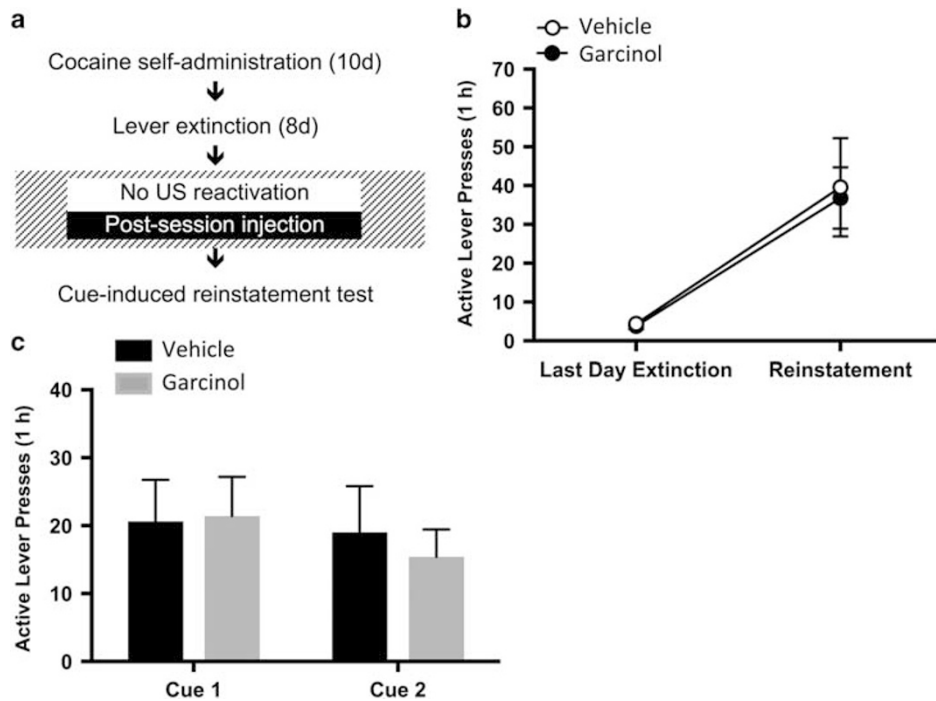 a
Cocaine self-administration (10d)
Lever extinction (8d)
No US reactivation
Post-session injection
Cue-induced reinstatement test
b
Vehicle
Garcinol
Active Lever Presses (1 h)
70
60
50
40
30
20
10
0
Last Day Extinction
Reinstatement
c
Vehicle
Garcinol
Active Lever Presses (1 h)
40
30
20
10
0
Cue 1
Cue 2